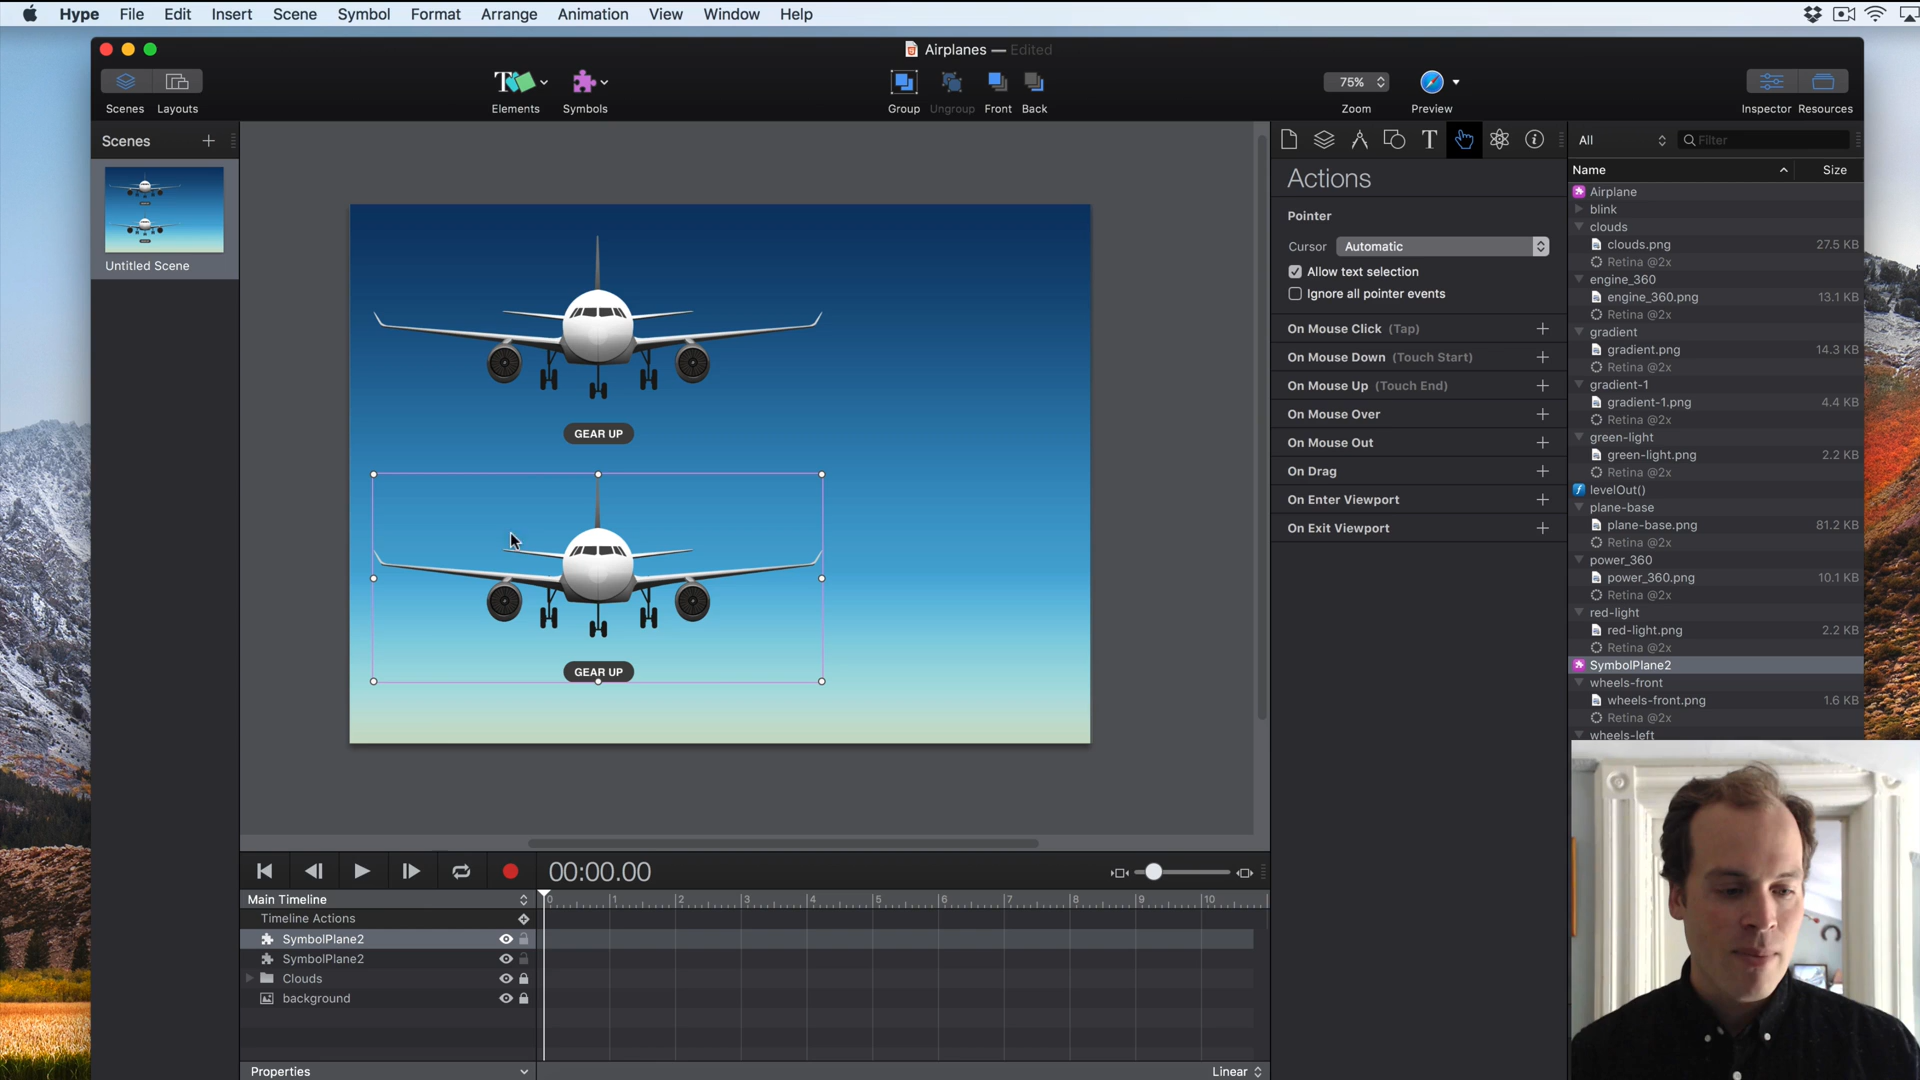 Hype File Edit Insert Scene Symbol Format Arrange Animation View Window Help
Airplanes — Edited
Scenes Layouts Elements Symbols Group Ungroup Front Back 75% Zoom Preview Inspector Resources
Scenes
Untitled Scene
GEAR UP
GEAR UP
Actions
Pointer
Cursor Automatic
Allow text selection
Ignore all pointer events
On Mouse Click (Tap)
On Mouse Down (Touch Start)
On Mouse Up (Touch End)
On Mouse Over
On Mouse Out
On Drag
On Enter Viewport
On Exit Viewport
All Filter
Name Size
Airplane
blink
clouds
clouds.png 27.5 KB
Retina @2x
engine_360
engine_360.png 13.1 KB
Retina @2x
gradient
gradient.png 14.3 KB
Retina @2x
gradient-1
gradient-1.png 4.4 KB
Retina @2x
green-light
green-light.png 2.2 KB
Retina @2x
levelOut()
plane-base
plane-base.png 81.2 KB
Retina @2x
power_360
power_360.png 10.1 KB
Retina @2x
red-light
red-light.png 2.2 KB
Retina @2x
SymbolPlane2
wheels-front
wheels-front.png 1.6 KB
Retina @2x
wheels-left
00:00.00
Main Timeline 0 1 2 3 4 5 6 7 8 9 10
Timeline Actions
SymbolPlane2
SymbolPlane2
Clouds
background
Properties Linear